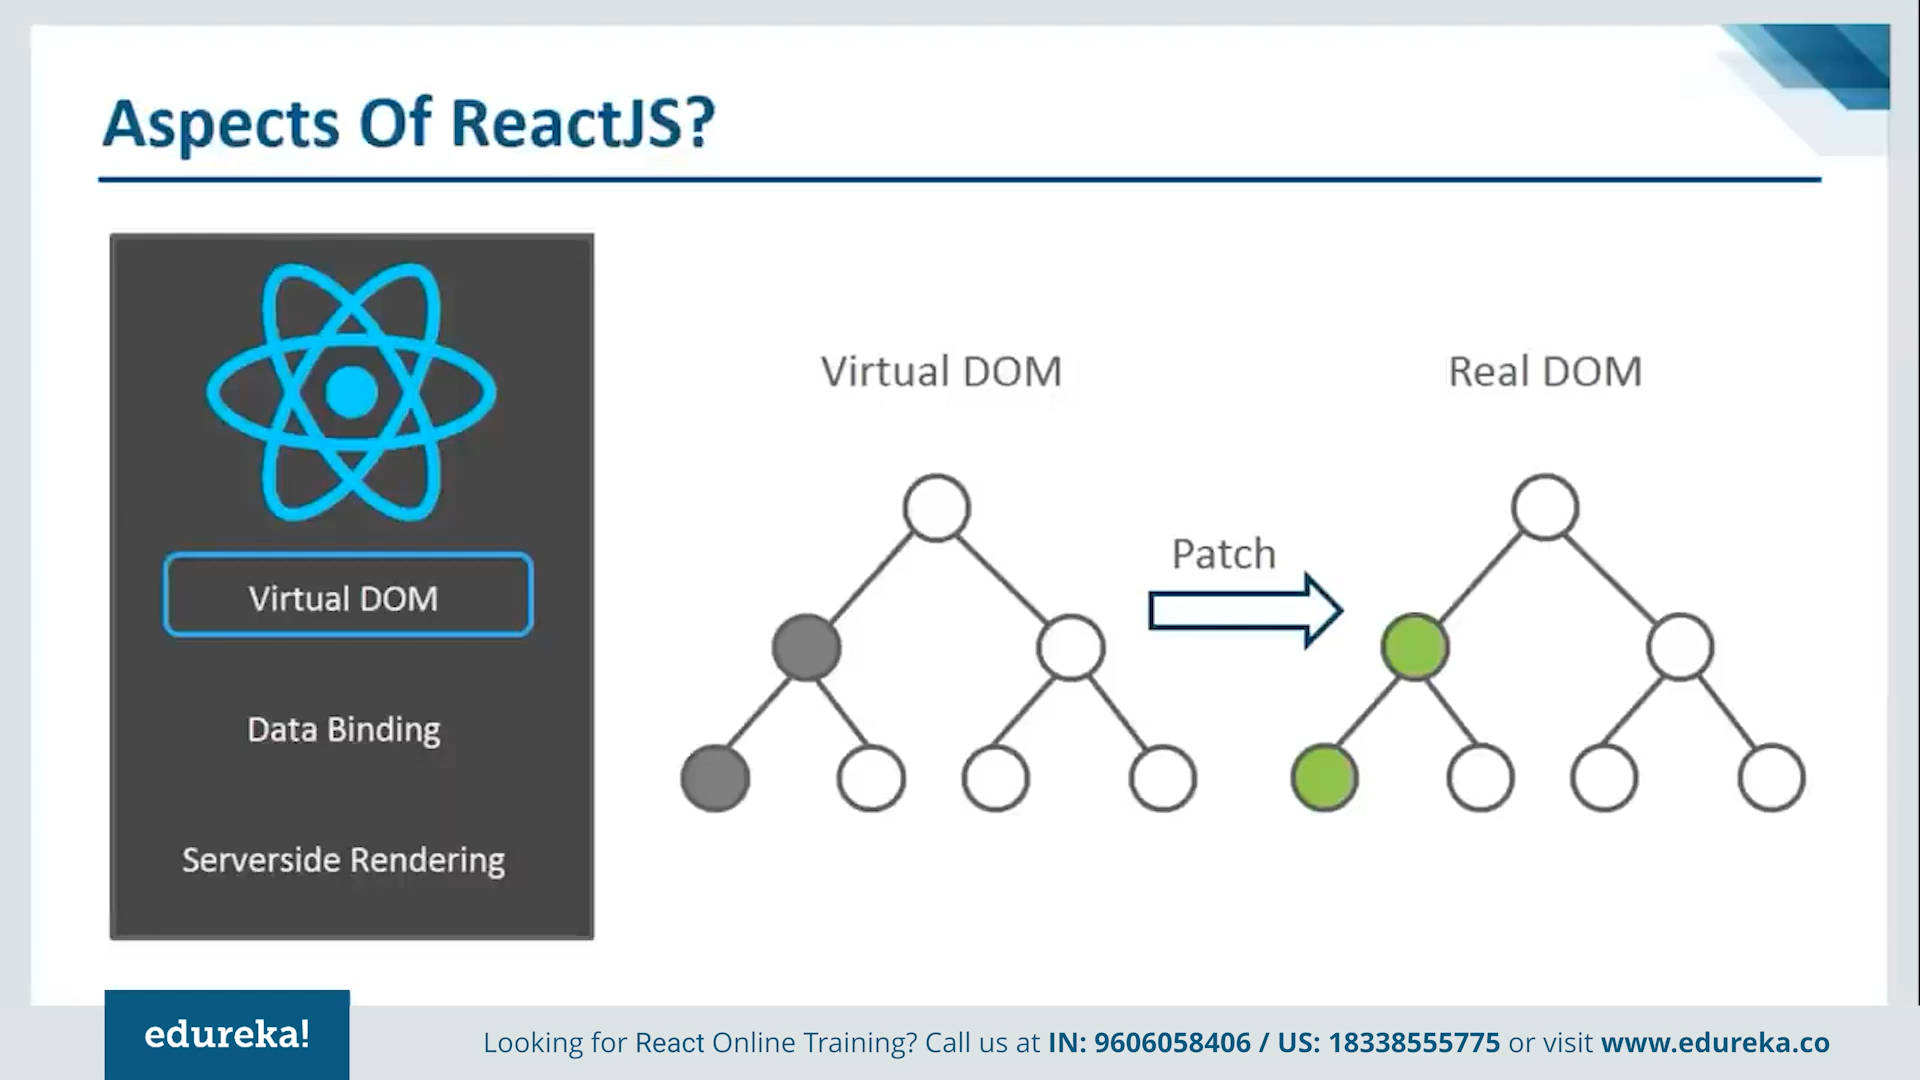 Aspects Of ReactJS?
Virtual DOM
Data Binding
Serverside Rendering
Virtual DOM
Real DOM
Patch
edureka!
Looking for React Online Training? Call us at IN: 9606058406 / US: 18338555775 or visit www.edureka.co